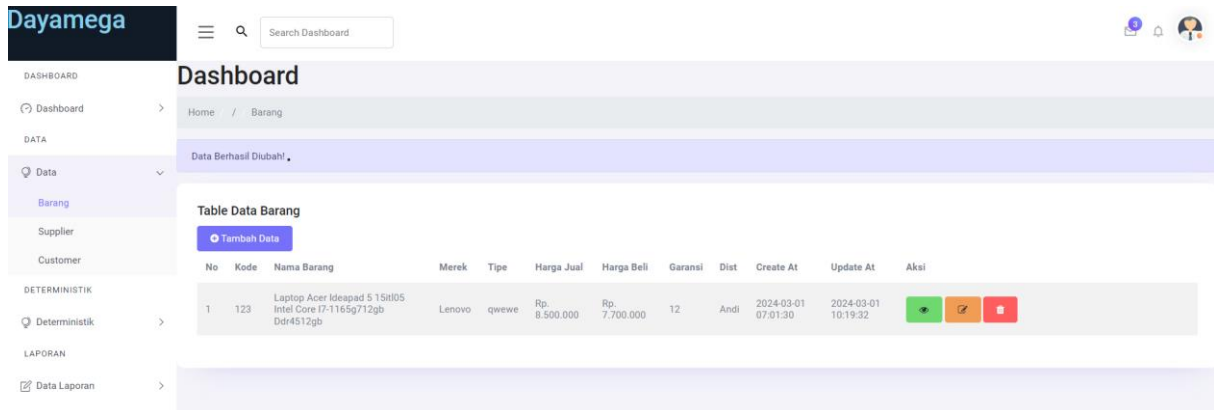 Dayamega
Search Dashboard
3
DASHBOARD
Dashboard
DATA
Data
Barang
Supplier
Customer
DETERMINISTIK
Deterministik
LAPORAN
Data Laporan
Dashboard
Home / Barang
Data Berhasil Diubah! .
Table Data Barang
Tambah Data
No Kode Nama Barang Merek Tipe Harga Jual Harga Beli Garansi Dist Create At Update At Aksi
1 123 Laptop Acer Ideapad 5 15itl05 Intel Core I7-1165g712gb Ddr4512gb Lenovo qwewe Rp. 8.500.000 Rp. 7.700.000 12 Andi 2024-03-01 07:01:30 2024-03-01 10:19:32